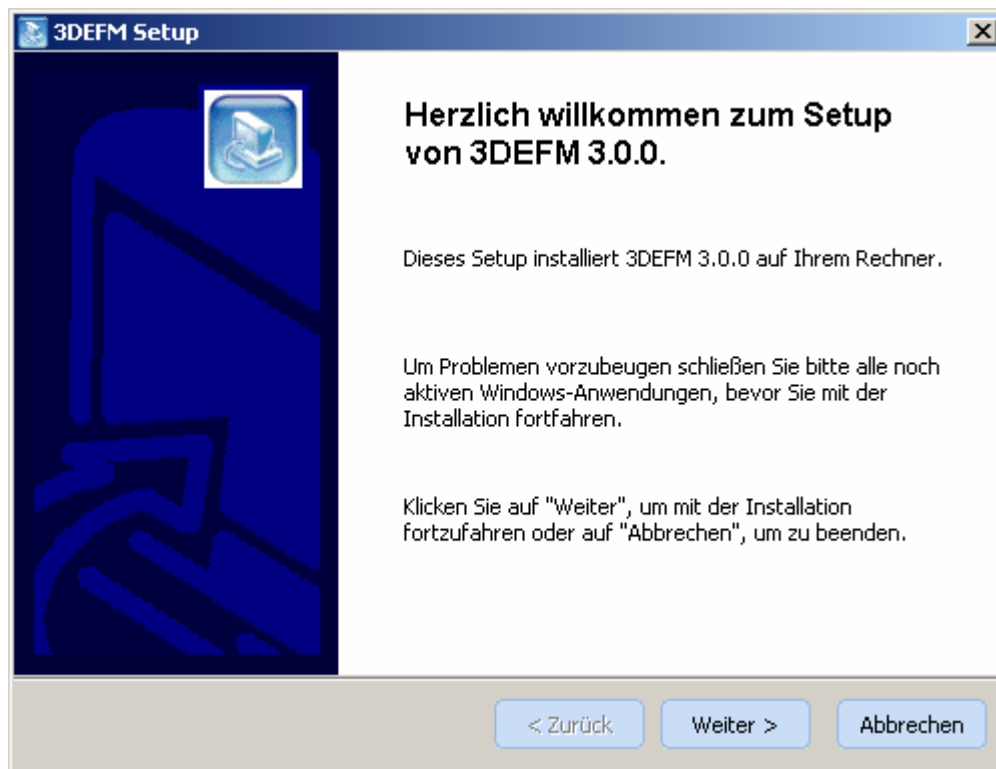 3DEFM Setup
Herzlich willkommen zum Setup
von 3DEFM 3.0.0.
Dieses Setup installiert 3DEFM 3.0.0 auf Ihrem Rechner.
Um Problemen vorzubeugen schließen Sie bitte alle noch
aktiven Windows-Anwendungen, bevor Sie mit der
Installation fortfahren.
Klicken Sie auf "Weiter", um mit der Installation
fortzufahren oder auf "Abbrechen", um zu beenden.
< Zurück
Weiter >
Abbrechen